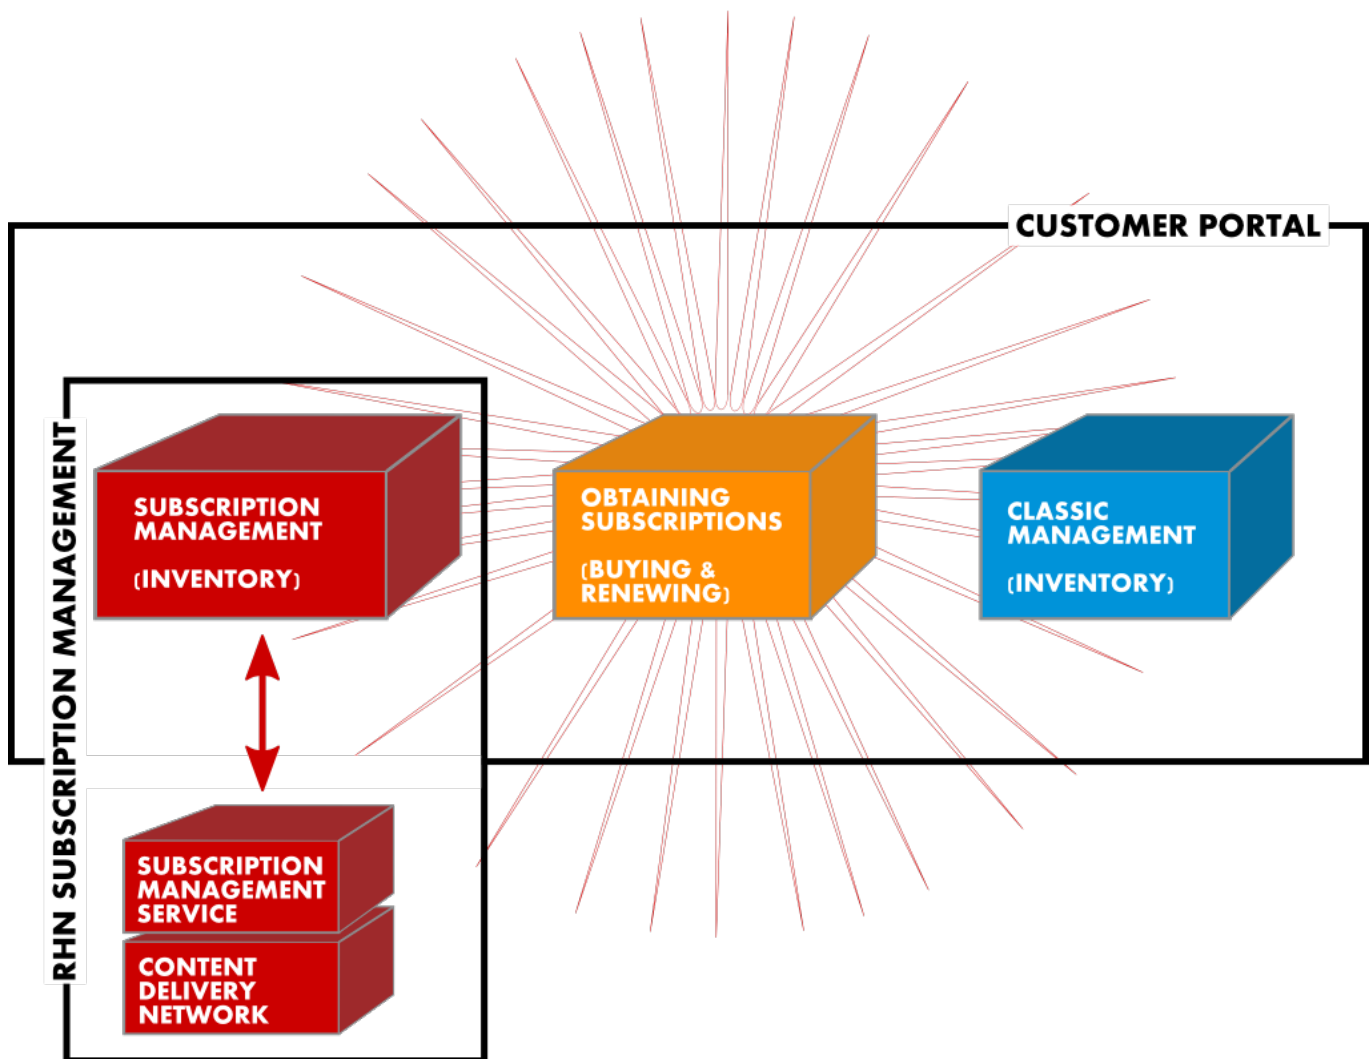 CUSTOMER PORTAL
RHN SUBSCRIPTION MANAGEMENT
SUBSCRIPTION
MANAGEMENT
(INVENTORY)
OBTAINING
SUBSCRIPTIONS
(BUYING &
RENEWING)
CLASSIC
MANAGEMENT
(INVENTORY)
SUBSCRIPTION
MANAGEMENT
SERVICE
CONTENT
DELIVERY
NETWORK